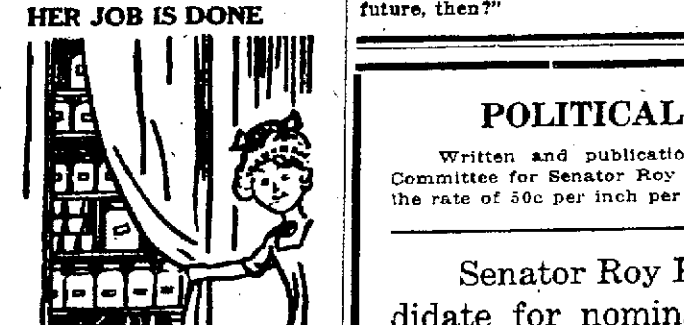 HER JOB IS DONE
future, then?"
POLITICAL
Written and publicatio
Committee for Senator Roy
the rate of 50c per inch per
Senator Roy
didate for nomin